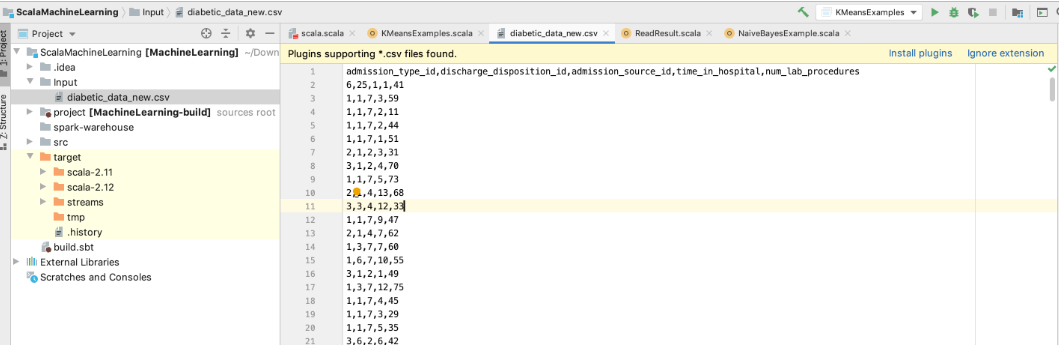 ScalaMachineLearning Input diabetic_data_new.csv KMeansExamples
Project scala.scala KMeansExamples.scala diabetic_data_new.csv ReadResult.scala NaiveBayesExample.scala
1: Project
Z: Structure
ScalaMachineLearning [MachineLearning] ~/Down
.idea
Input
diabetic_data_new.csv
project [MachineLearning-build] sources root
spark-warehouse
src
target
scala-2.11
scala-2.12
streams
tmp
.history
build.sbt
External Libraries
Scratches and Consoles
Plugins supporting *.csv files found. Install plugins Ignore extension
1 admission_type_id,discharge_disposition_id,admission_source_id,time_in_hospital,num_lab_procedures
2 6,25,1,1,41
3 1,1,7,3,59
4 1,1,7,2,11
5 1,1,7,2,44
6 1,1,7,1,51
7 2,1,2,3,31
8 3,1,2,4,70
9 1,1,7,5,73
10 2,1,4,13,68
11 3,3,4,12,33
12 1,1,7,9,47
13 2,1,4,7,62
14 1,3,7,7,60
15 1,6,7,10,55
16 3,1,2,1,49
17 1,3,7,12,75
18 1,1,7,4,45
19 1,1,7,3,29
20 1,1,7,5,35
21 3,6,2,6,42